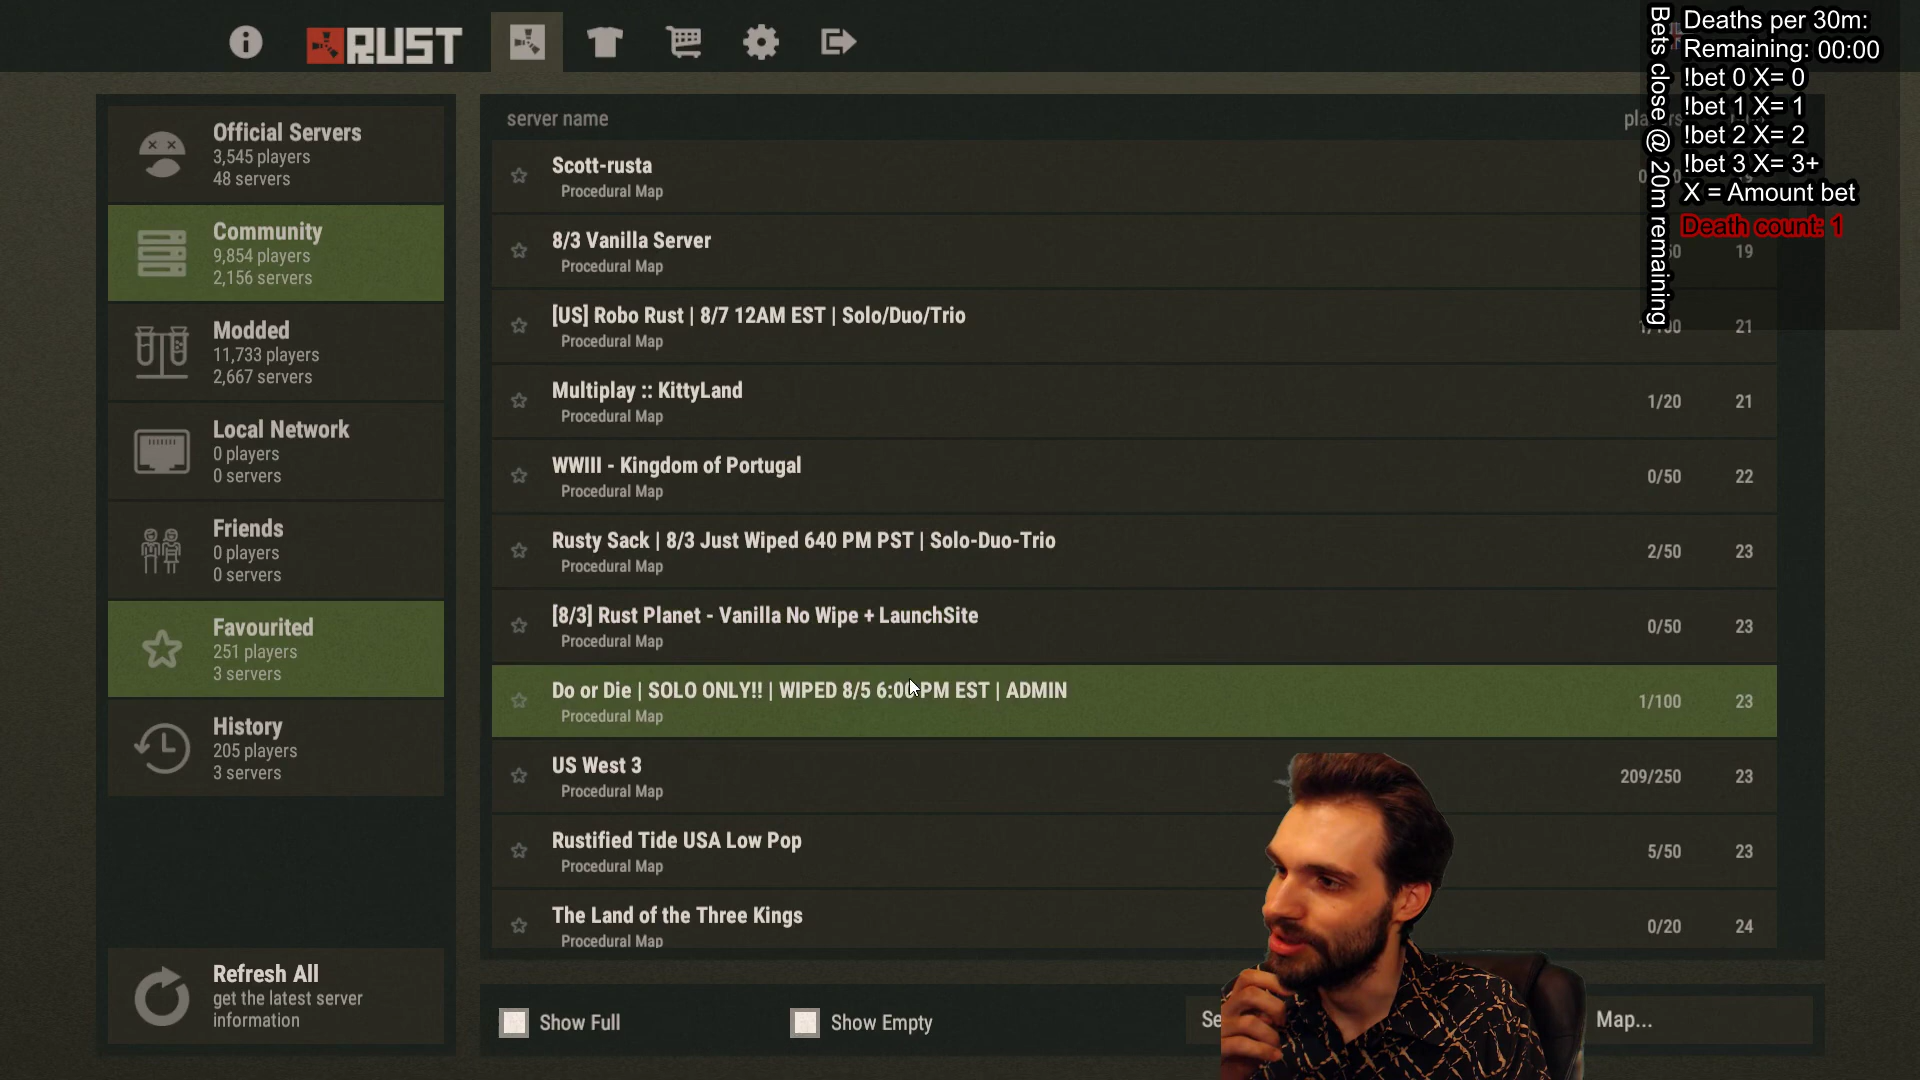 RUST
Official Servers
3,545 players
48 servers
Community
9,854 players
2,156 servers
Modded
11,733 players
2,667 servers
Local Network
0 players
0 servers
Friends
0 players
0 servers
Favourited
251 players
3 servers
History
205 players
3 servers
Refresh All
get the latest server
information
server name
Scott-rusta
Procedural Map
8/3 Vanilla Server
Procedural Map
19
[US] Robo Rust | 8/7 12AM EST | Solo/Duo/Trio
Procedural Map
21
Multiplay :: KittyLand
Procedural Map
1/20 21
WWIII - Kingdom of Portugal
Procedural Map
0/50 22
Rusty Sack | 8/3 Just Wiped 640 PM PST | Solo-Duo-Trio
Procedural Map
2/50 23
[8/3] Rust Planet - Vanilla No Wipe + LaunchSite
Procedural Map
0/50 23
Do or Die | SOLO ONLY!! | WIPED 8/5 6:00 PM EST | ADMIN
Procedural Map
1/100 23
US West 3
Procedural Map
209/250 23
Rustified Tide USA Low Pop
Procedural Map
5/50 23
The Land of the Three Kings
Procedural Map
0/20 24
Show Full
Show Empty
Map...
Bets close @ 20m remaining
Deaths per 30m:
Remaining: 00:00
!bet 0 X= 0
!bet 1 X= 1
!bet 2 X= 2
!bet 3 X= 3+
X = Amount bet
Death count: 1